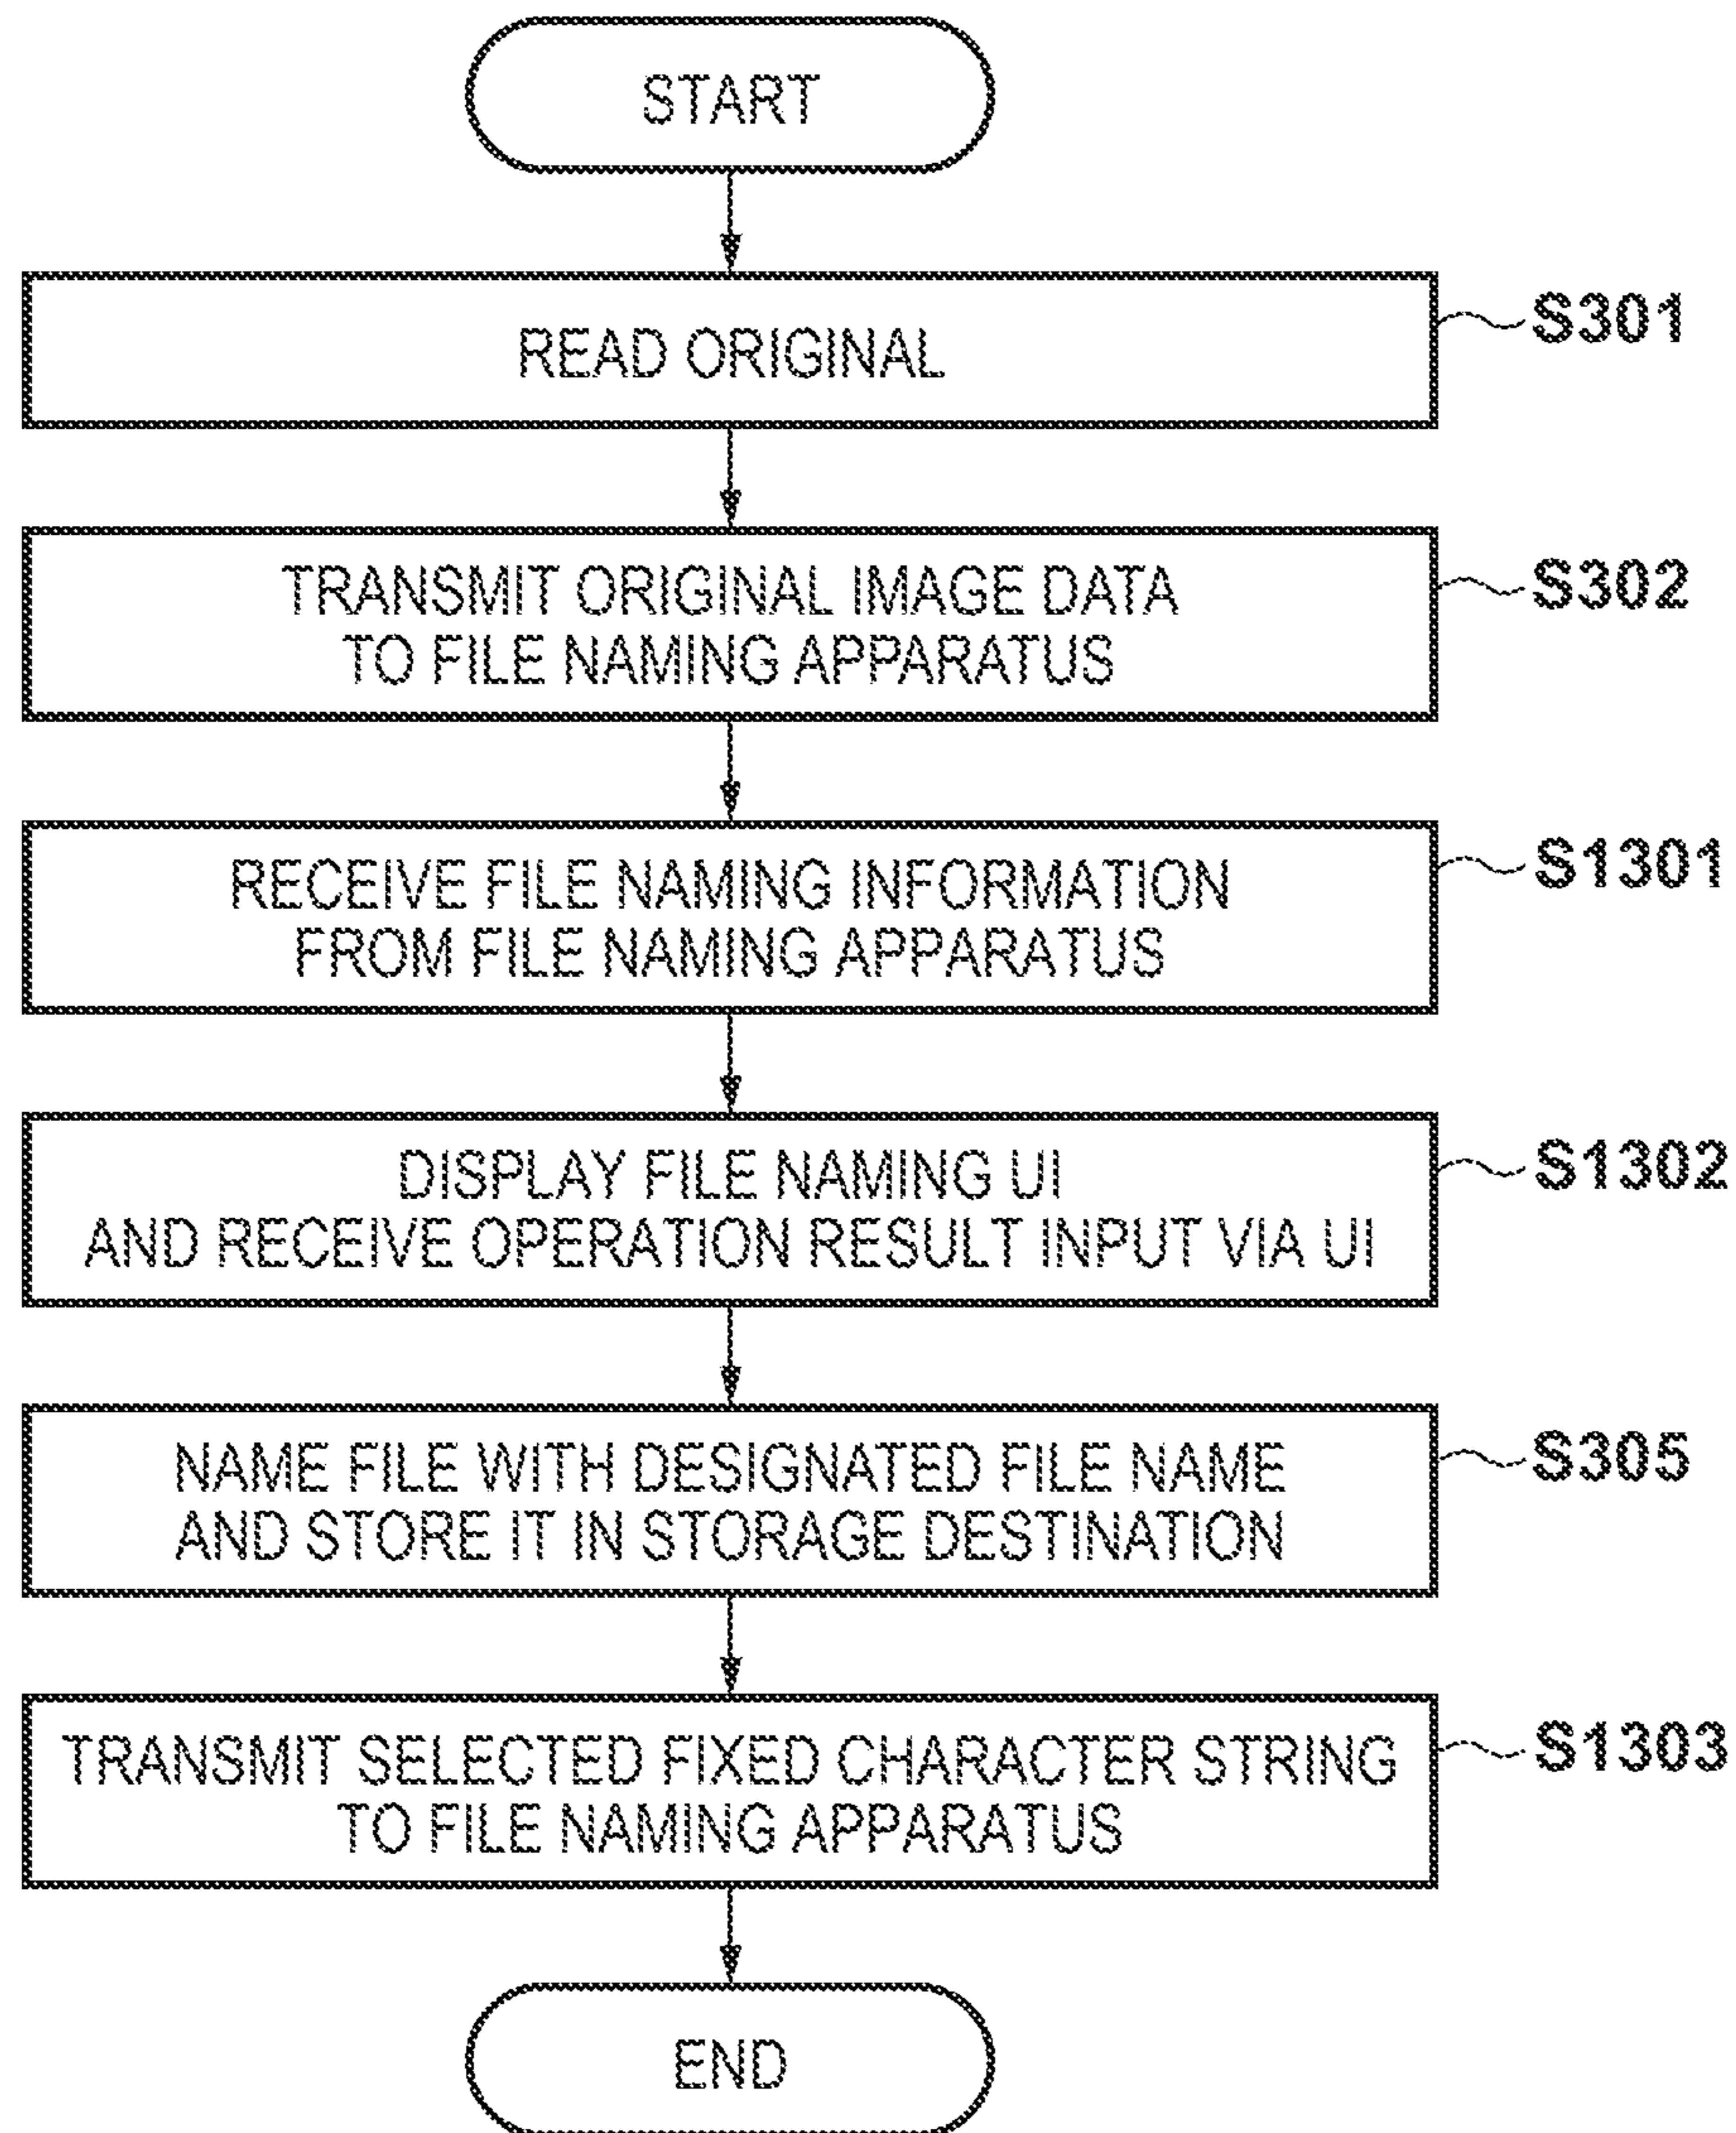 START
READ ORIGINAL
S301
TRANSMIT ORIGINAL IMAGE DATA
TO FILE NAMING APPARATUS
S302
RECEIVE FILE NAMING INFORMATION
FROM FILE NAMING APPARATUS
S1301
DISPLAY FILE NAMING UI
AND RECEIVE OPERATION RESULT INPUT VIA UI
S1302
NAME FILE WITH DESIGNATED FILE NAME
AND STORE IT IN STORAGE DESTINATION
S305
TRANSMIT SELECTED FIXED CHARACTER STRING
TO FILE NAMING APPARATUS
S1303
END